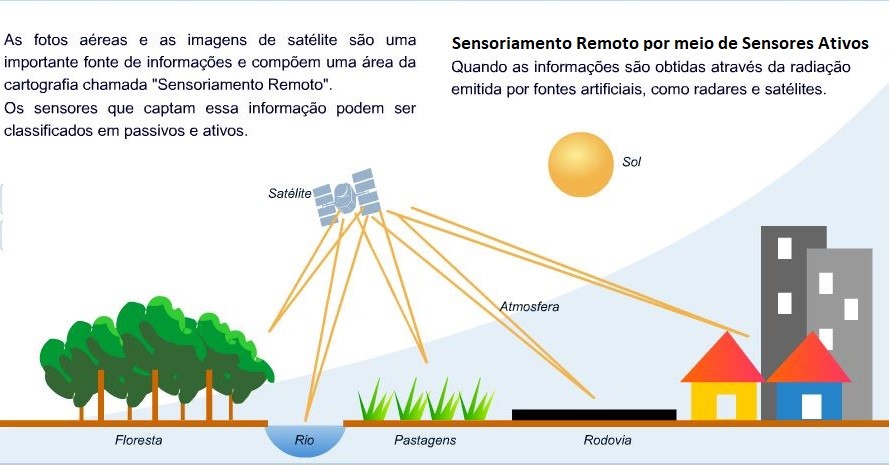 As fotos aéreas e as imagens de satélite são uma
importante fonte de informações e compõem uma área da
cartografia chamada "Sensoriamento Remoto".
Os sensores que captam essa informação podem ser
classificados em passivos e ativos.
Sensoriamento Remoto por meio de Sensores Ativos
Quando as informações são obtidas através da radiação
emitida por fontes artificiais, como radares e satélites.
Sol
Satélite
Atmosfera
Floresta
Rio
Pastagens
Rodovia